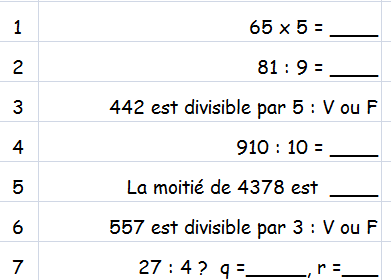 1 65 x 5 = ____
2 81 : 9 = ____
3 442 est divisible par 5 : V ou F
4 910 : 10 = ____
5 La moitié de 4378 est ____
6 557 est divisible par 3 : V ou F
7 27 : 4 ? q =_____, r =___